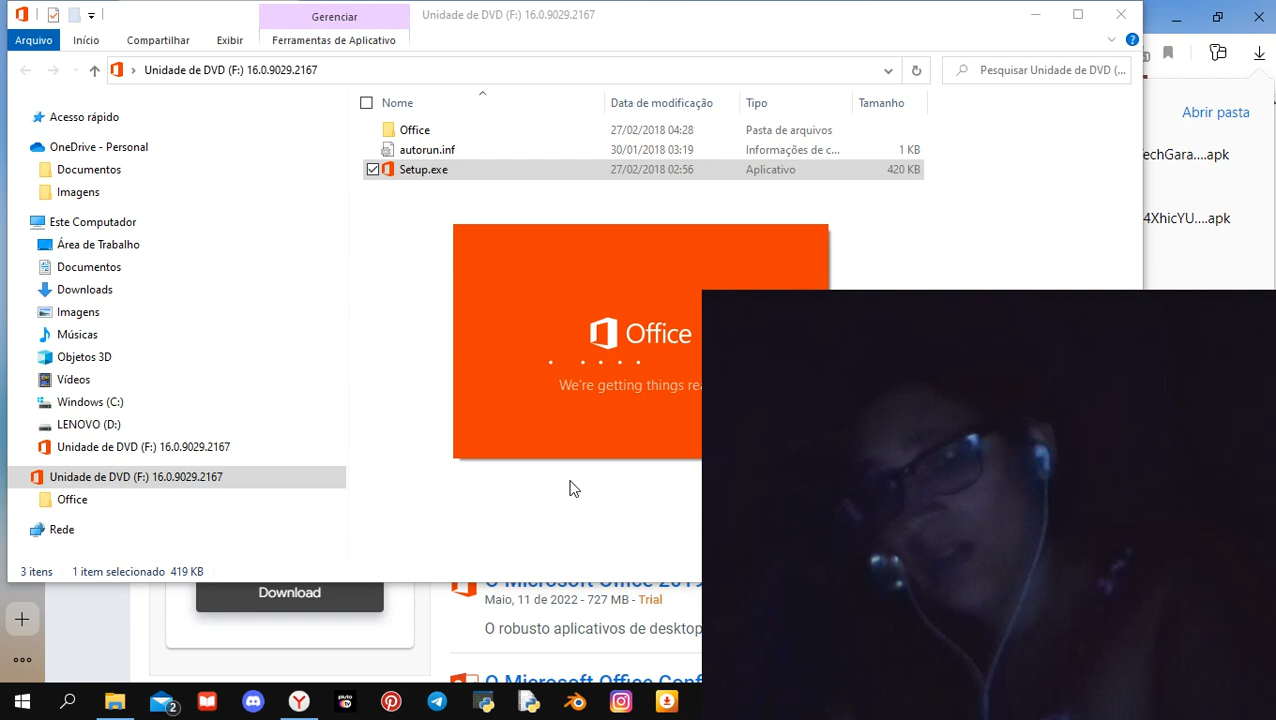 Gerenciar
Unidade de DVD (F:) 16.0.9029.2167
Arquivo
Início
Compartilhar
Exibir
Ferramentas de Aplicativo
Unidade de DVD (F:) 16.0.9029.2167
Pesquisar Unidade de DVD (...
Abrir pasta
Nome
Data de modificação
Tipo
Tamanho
Office
27/02/2018 04:28
Pasta de arquivos
autorun.inf
30/01/2018 03:19
Informações de c...
1 KB
Setup.exe
27/02/2018 02:56
Aplicativo
420 KB
echGara....apk
4XhicYU....apk
Acesso rápido
OneDrive - Personal
Documentos
Imagens
Este Computador
Área de Trabalho
Documentos
Downloads
Imagens
Músicas
Objetos 3D
Vídeos
Windows (C:)
LENOVO (D:)
Unidade de DVD (F:) 16.0.9029.2167
Unidade de DVD (F:) 16.0.9029.2167
Office
Rede
Office
We're getting things rea
3 itens
1 item selecionado 419 KB
Download
O Microsoft Office 2019
Maio, 11 de 2022 - 727 MB - Trial
O robusto aplicativos de desktop
O Microsoft Office Conf
2
pluto tv